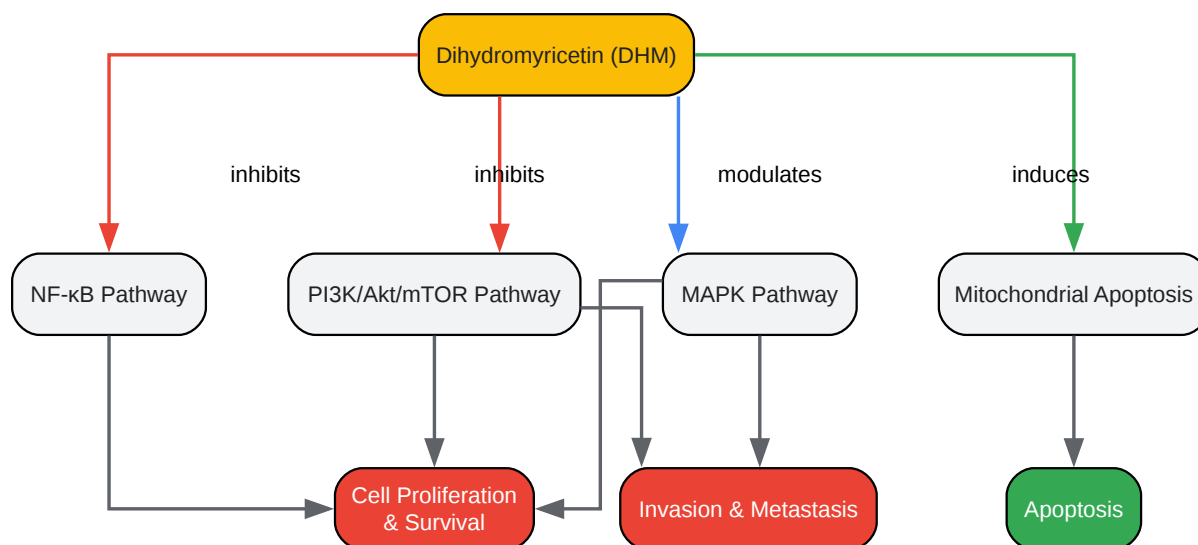 Dihydromyricetin (DHM)
inhibits
inhibits
modulates
induces
NF-κB Pathway
PI3K/Akt/mTOR Pathway
MAPK Pathway
Mitochondrial Apoptosis
Cell Proliferation
& Survival
Invasion & Metastasis
Apoptosis